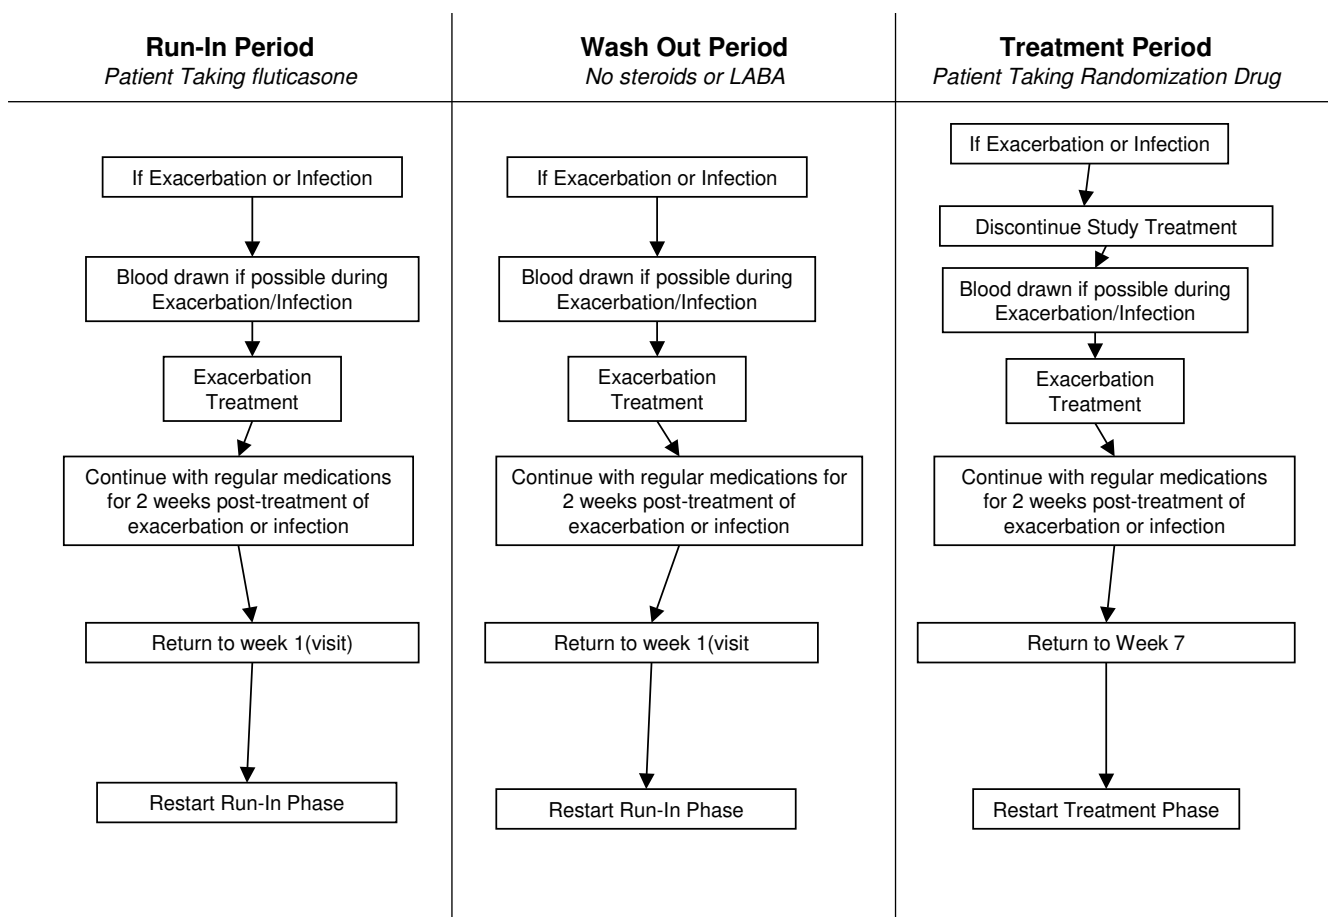 Run-In Period
Patient Taking fluticasone
If Exacerbation or Infection
Blood drawn if possible during
Exacerbation/Infection
Exacerbation
Treatment
Continue with regular medications
for 2 weeks post-treatment of
exacerbation or infection
Return to week 1(visit)
Restart Run-In Phase
Wash Out Period
No steroids or LABA
If Exacerbation or Infection
Blood drawn if possible during
Exacerbation/Infection
Exacerbation
Treatment
Continue with regular medications for
2 weeks post-treatment of
exacerbation or infection
Return to week 1(visit
Restart Run-In Phase
Treatment Period
Patient Taking Randomization Drug
If Exacerbation or Infection
Discontinue Study Treatment
Blood drawn if possible during
Exacerbation/Infection
Exacerbation
Treatment
Continue with regular medications
for 2 weeks post-treatment of
exacerbation or infection
Return to Week 7
Restart Treatment Phase